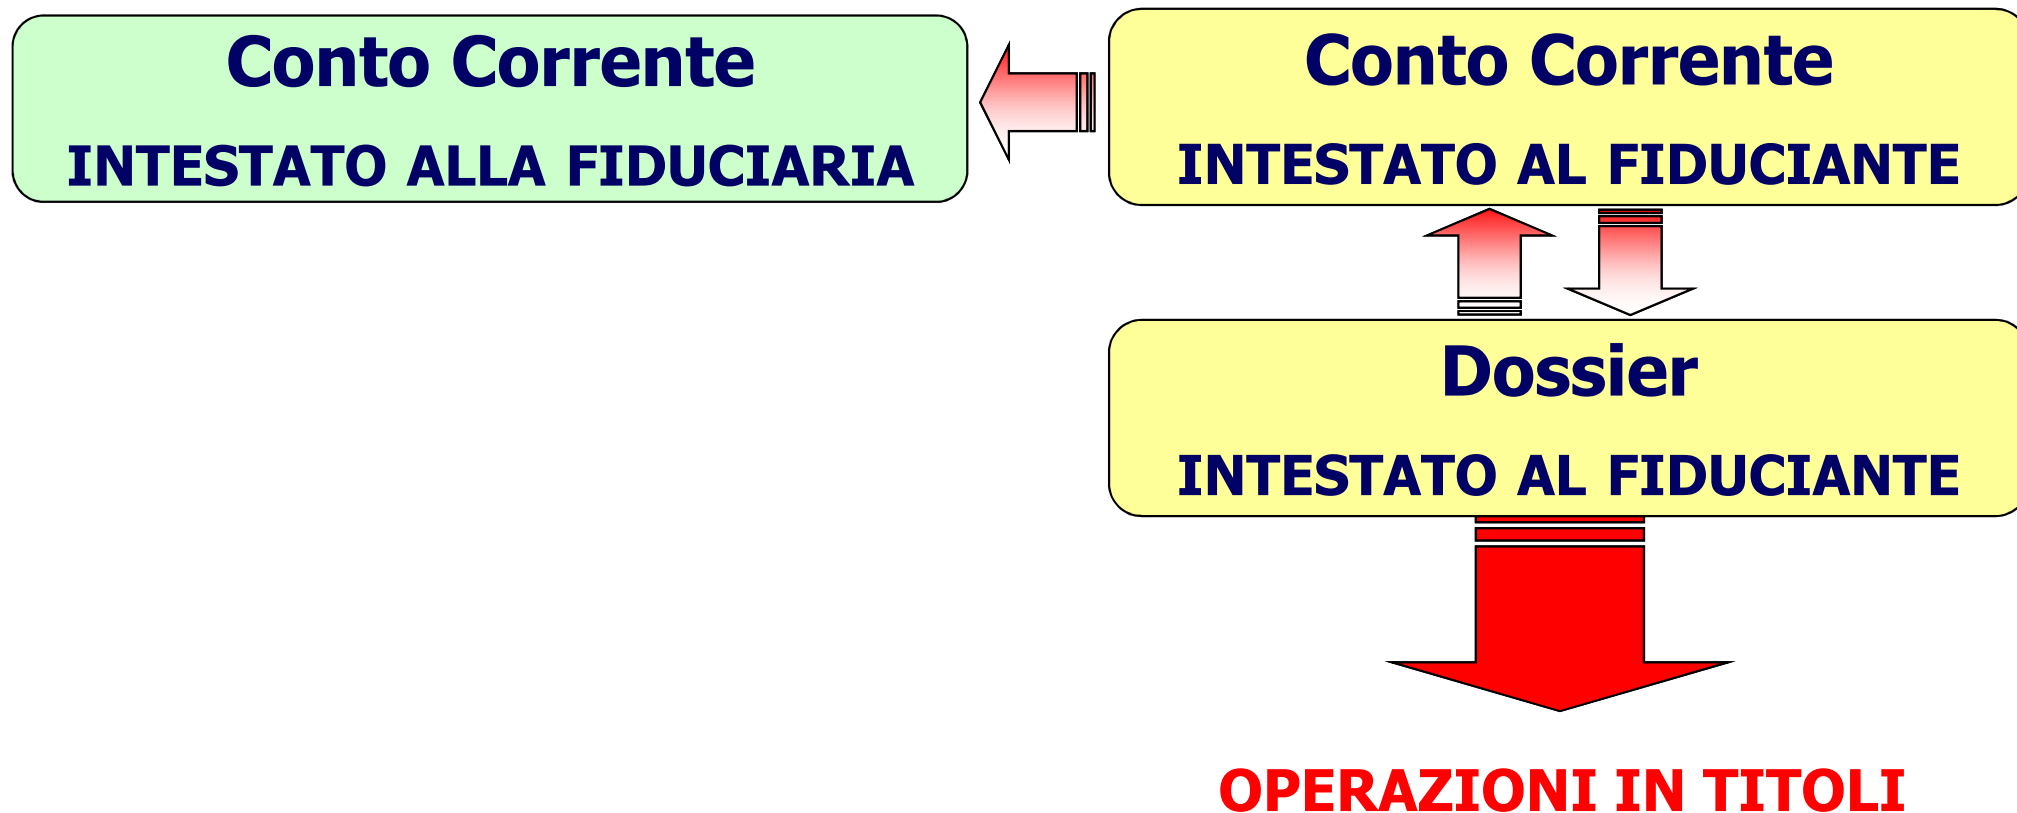 Conto Corrente
INTESTATO ALLA FIDUCIARIA
Conto Corrente
INTESTATO AL FIDUCIANTE
Dossier
INTESTATO AL FIDUCIANTE
OPERAZIONI IN TITOLI